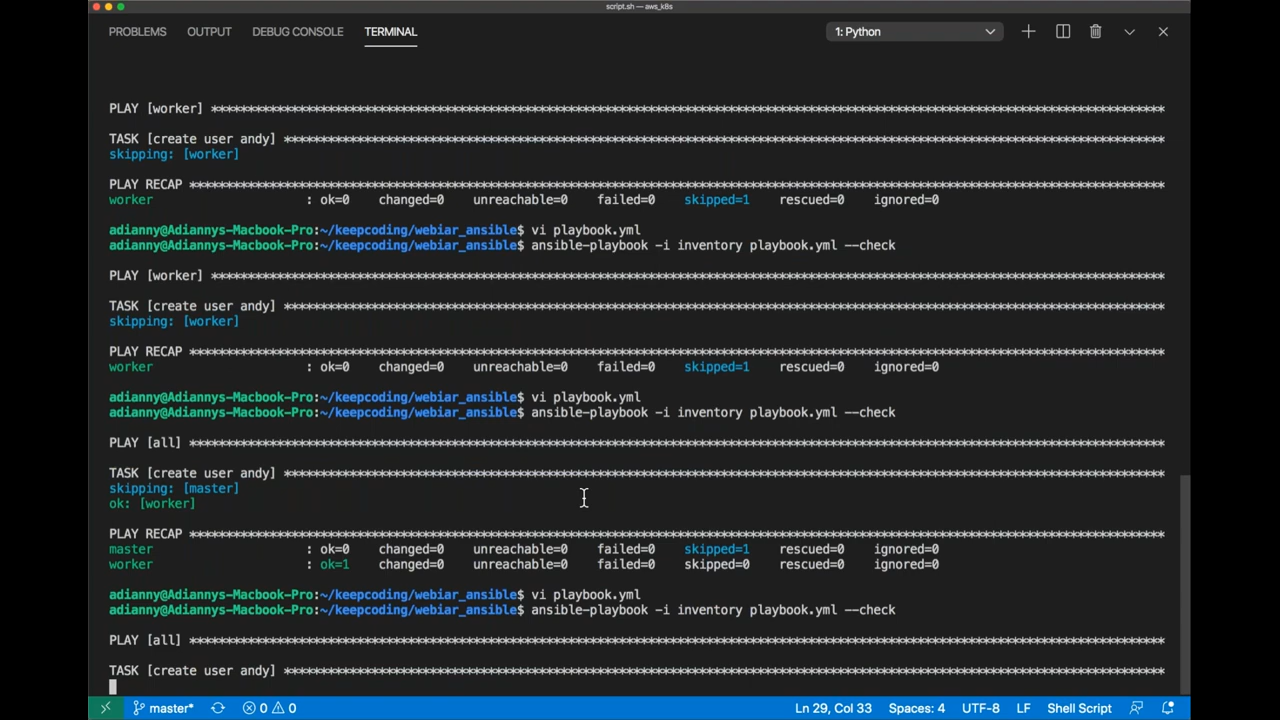 script.sh — aws_k8s
PROBLEMS OUTPUT DEBUG CONSOLE TERMINAL 1: Python
PLAY [worker] *********************************************************************************************************************************
TASK [create user andy] ***********************************************************************************************************************
skipping: [worker]
PLAY RECAP ************************************************************************************************************************************
worker : ok=0 changed=0 unreachable=0 failed=0 skipped=1 rescued=0 ignored=0
adianny@Adiannys-Macbook-Pro:~/keepcoding/webiar_ansible$ vi playbook.yml
adianny@Adiannys-Macbook-Pro:~/keepcoding/webiar_ansible$ ansible-playbook -i inventory playbook.yml --check
PLAY [worker] *********************************************************************************************************************************
TASK [create user andy] ***********************************************************************************************************************
skipping: [worker]
PLAY RECAP ************************************************************************************************************************************
worker : ok=0 changed=0 unreachable=0 failed=0 skipped=1 rescued=0 ignored=0
adianny@Adiannys-Macbook-Pro:~/keepcoding/webiar_ansible$ vi playbook.yml
adianny@Adiannys-Macbook-Pro:~/keepcoding/webiar_ansible$ ansible-playbook -i inventory playbook.yml --check
PLAY [all] ************************************************************************************************************************************
TASK [create user andy] ***********************************************************************************************************************
skipping: [master]
ok: [worker]
PLAY RECAP ************************************************************************************************************************************
master : ok=0 changed=0 unreachable=0 failed=0 skipped=1 rescued=0 ignored=0
worker : ok=1 changed=0 unreachable=0 failed=0 skipped=0 rescued=0 ignored=0
adianny@Adiannys-Macbook-Pro:~/keepcoding/webiar_ansible$ vi playbook.yml
adianny@Adiannys-Macbook-Pro:~/keepcoding/webiar_ansible$ ansible-playbook -i inventory playbook.yml --check
PLAY [all] ************************************************************************************************************************************
TASK [create user andy] ***********************************************************************************************************************
master* 0 0 Ln 29, Col 33 Spaces: 4 UTF-8 LF Shell Script